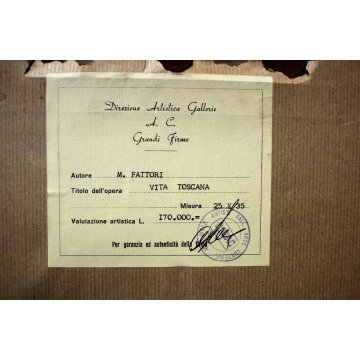 Direzione Artistica Gallerie
A. C.
Grandi Firme
Autore M. FATTORI
Titolo dell'opera VITA TOSCANA
Misura 25 X 35
Valutazione artistica L. I70.000.=
Per garanzia ed autenticità della